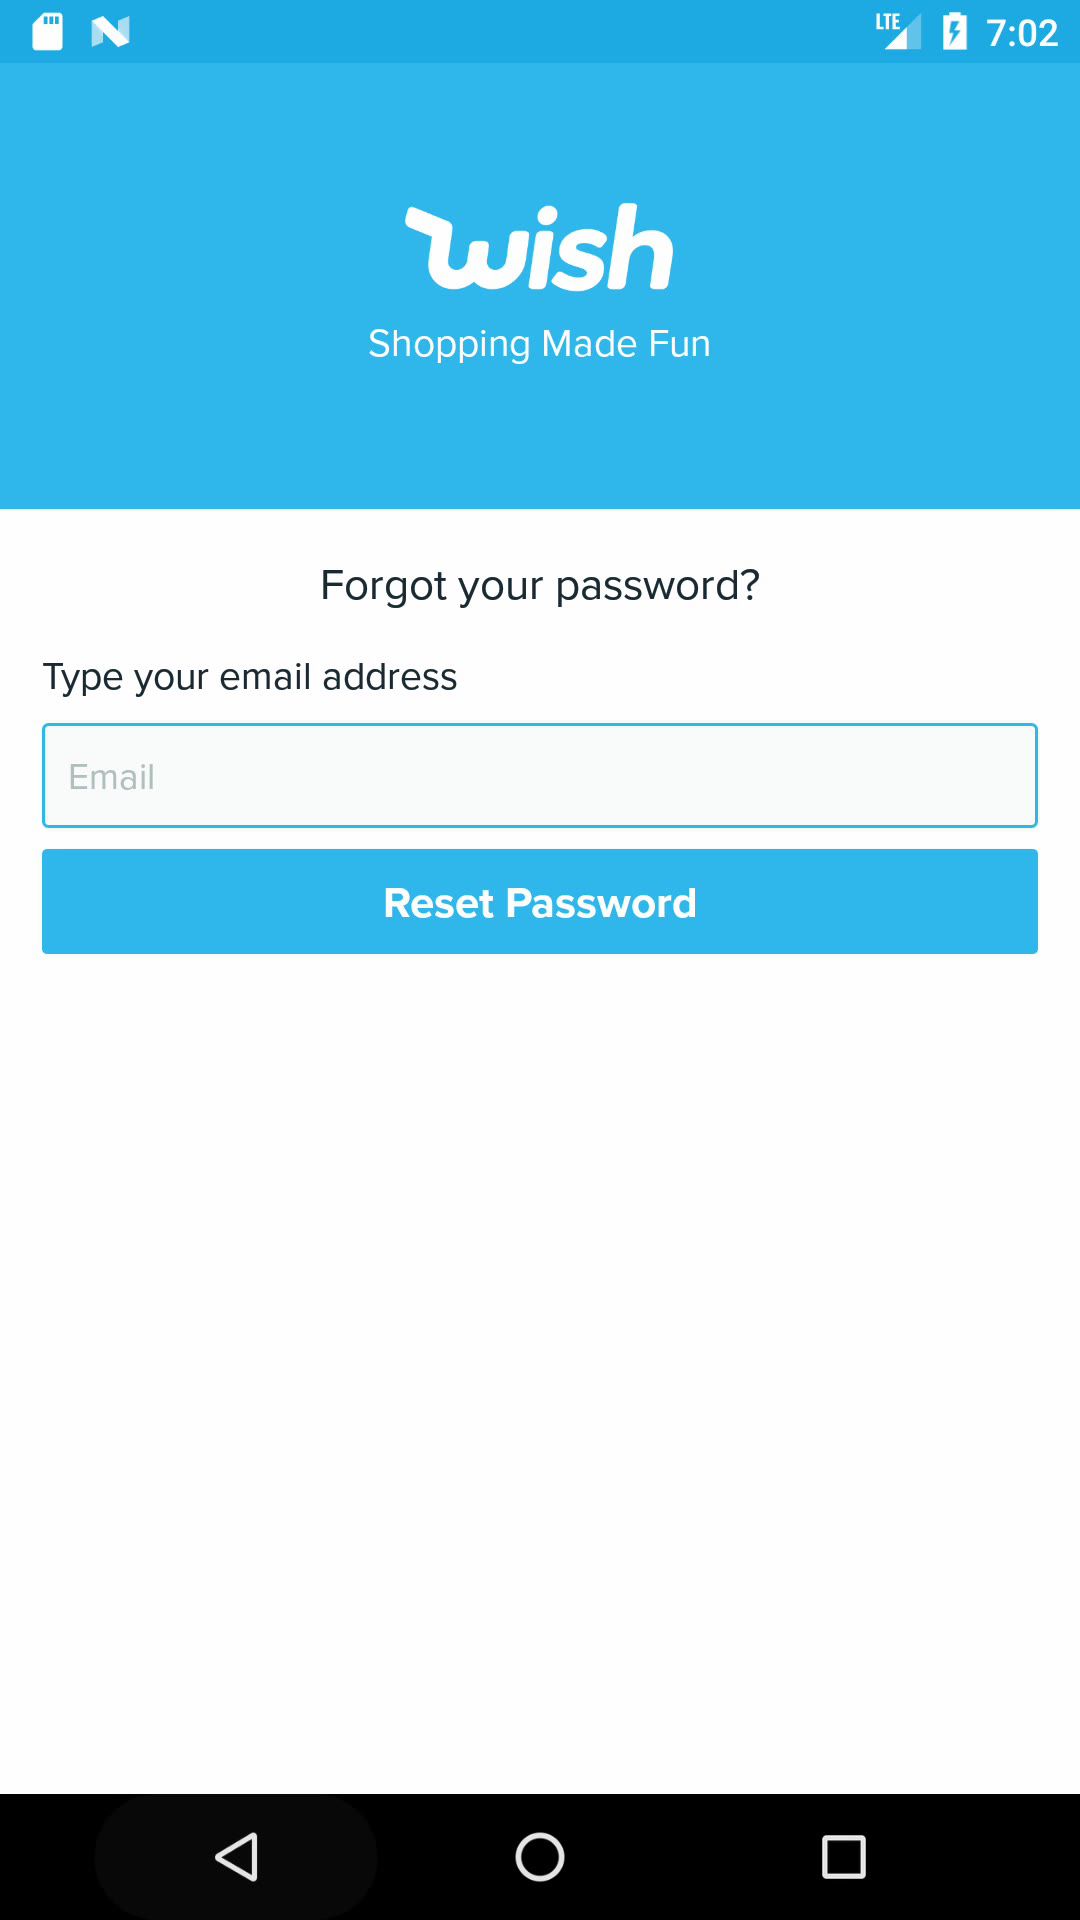 LTE 7:02
wish
Shopping Made Fun
Forgot your password?
Type your email address
Email
Reset Password